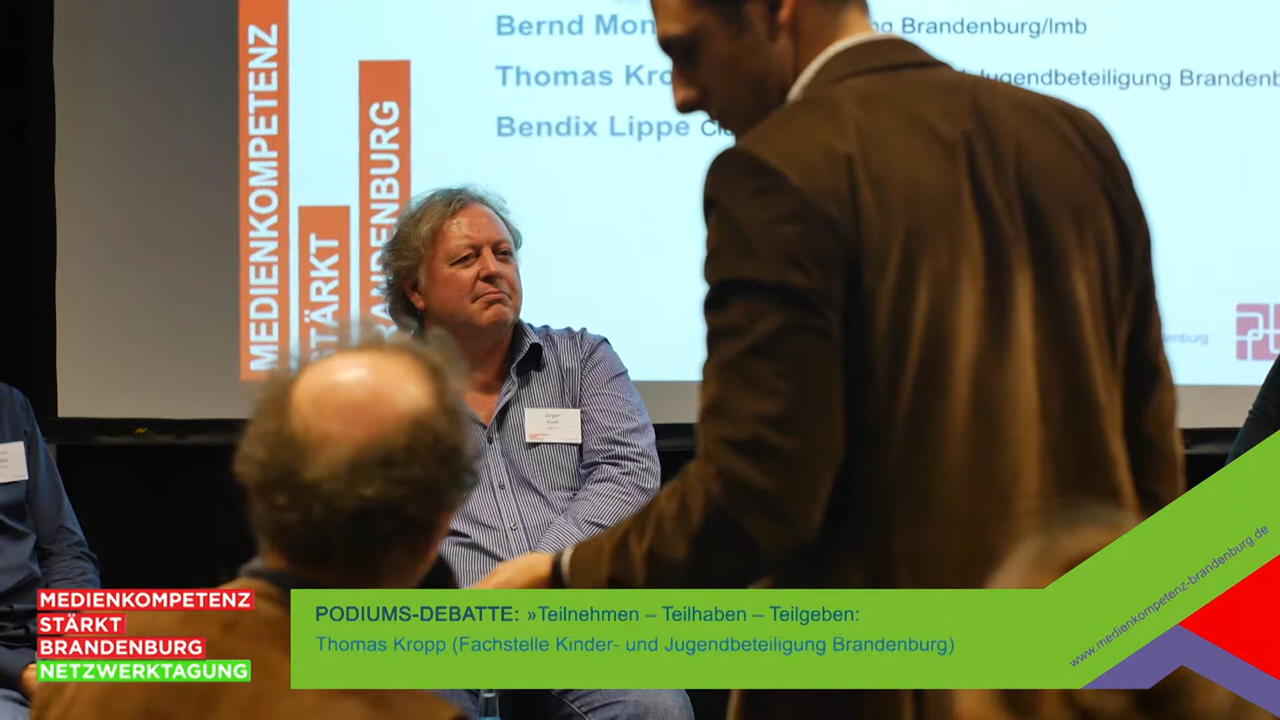 Bernd Mon
ng Brandenburg/lmb
Thomas Kro
Jugendbeteiligung Brandenb
Bendix Lippe
MEDIENKOMPETENZ
STÄRKT
BRANDENBURG
MEDIENKOMPETENZ
STÄRKT
BRANDENBURG
NETZWERKTAGUNG
PODIUMS-DEBATTE: »Teilnehmen – Teilhaben – Teilgeben:
Thomas Kropp (Fachstelle Kinder- und Jugendbeteiligung Brandenburg)
www.medienkompetenz-brandenburg.de